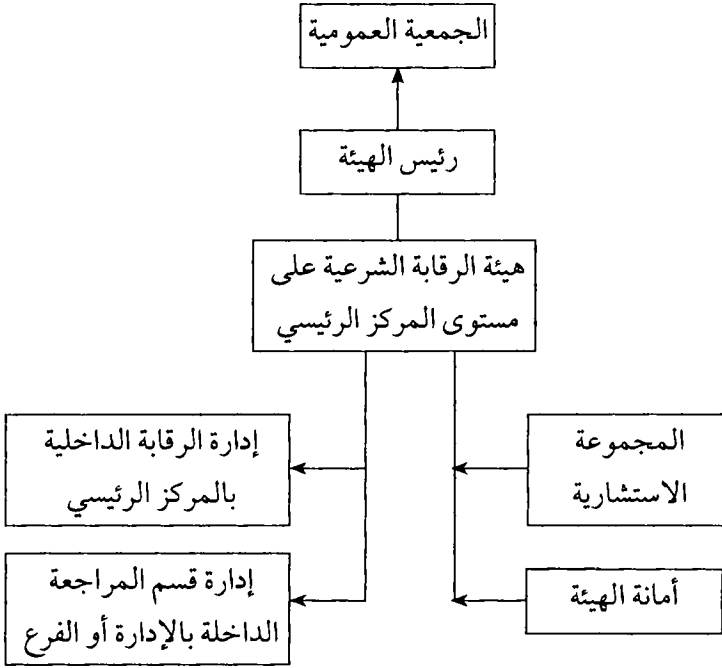 الجمعية العمومية
رئيس الهيئة
هيئة الرقابة الشرعية على
مستوى المركز الرئيسي
المجموعة
الاستشارية
إدارة الرقابة الداخلية
بالمركز الرئيسي
أمانة الهيئة
إدارة قسم المراجعة
الداخلة بالإدارة أو الفرع